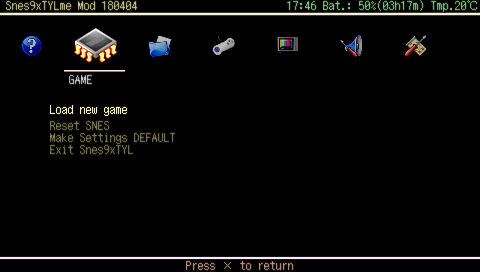 Snes9xTYLme Mod 180404 17:46 Bat.: 50%(03h17m) Tmp.20℃
GAME
Load new game
Reset SNES
Make Settings DEFAULT
Exit Snes9xTYL
Press × to return